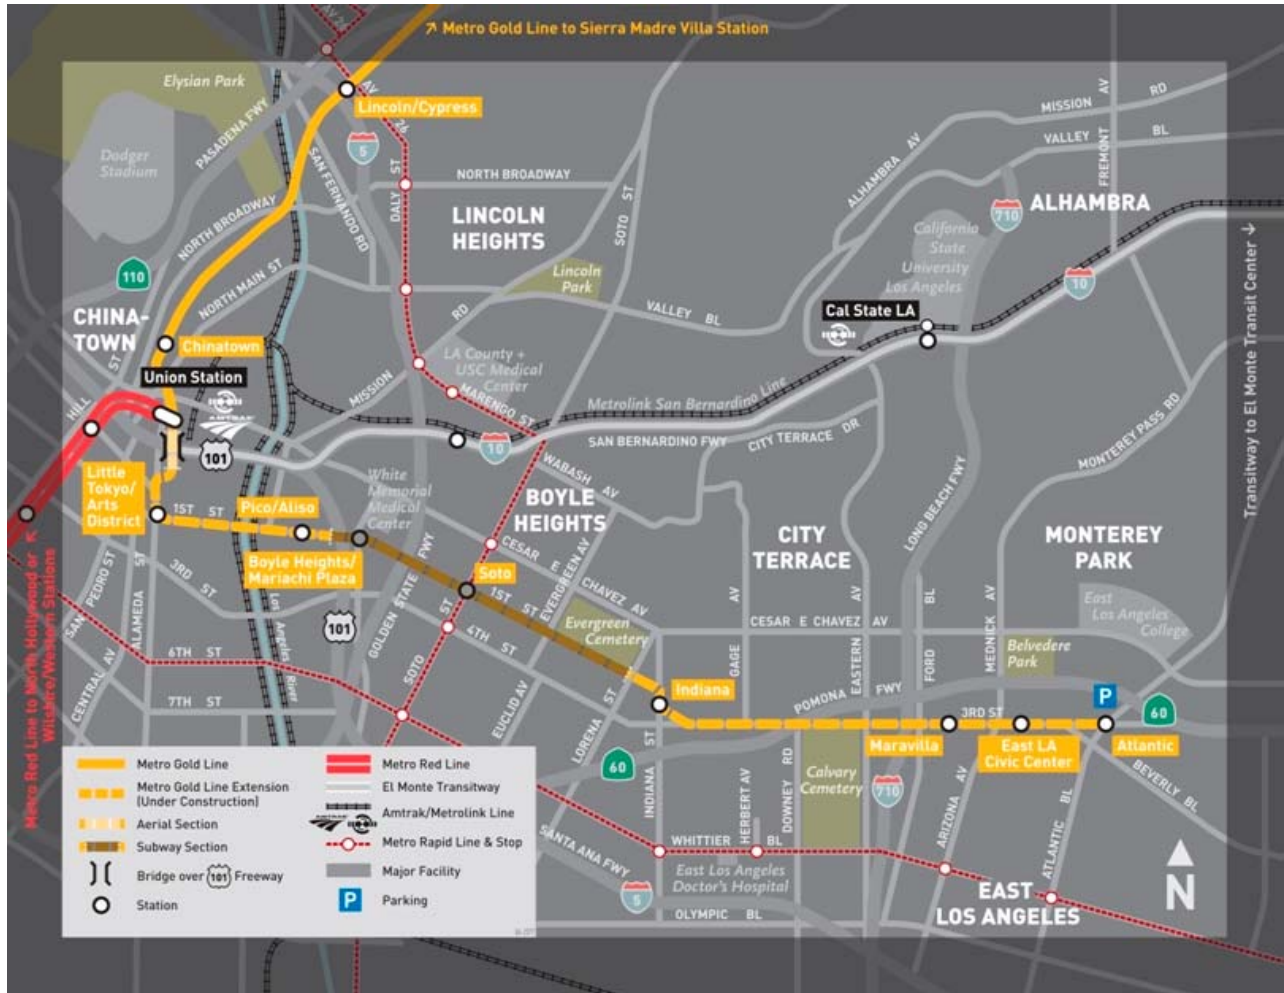 ↗ Metro Gold Line to Sierra Madre Villa Station
AV 26
Elysian Park
PASADENA FWY
Lincoln/Cypress
AV 26
5
Dodger
Stadium
SAN FERNANDO RD
DALY ST
NORTH BROADWAY
LINCOLN
HEIGHTS
SOTO ST
ALHAMBRA AV
MISSION RD
VALLEY BL
FREMONT AV
ALHAMBRA
710
California
State
University
Los Angeles
10
NORTH BROADWAY
110
NORTH MAIN ST
Lincoln
Park
VALLEY BL
Cal State LA
CHINA-
TOWN
Chinatown
Union Station
AMTRAK
HILL ST
101
MISSION RD
LA County +
USC Medical
Center
MARENGO ST
Metrolink San Bernardino Line
SAN BERNARDINO FWY
10
CITY TERRACE DR
MONTEREY PASS RD
Transitway to El Monte Transit Center →
Little
Tokyo/
Arts
District
1ST ST
Pico/Aliso
White
Memorial
Medical
Center
Boyle Heights/
Mariachi Plaza
WABASH AV
BOYLE
HEIGHTS
CITY
TERRACE
LONG BEACH FWY
MONTEREY
PARK
Metro Red Line to North Hollywood or
Wilshire/Western Stations
SAN PEDRO ST
ALAMEDA ST
3RD ST
CENTRAL AV
6TH ST
7TH ST
Los Angeles River
101
GOLDEN STATE FWY
Soto
SOTO ST
CESAR E CHAVEZ AV
1ST ST
4TH ST
EVERGREEN AV
Evergreen
Cemetery
EUCLID AV
LORENA ST
Indiana
GAGE AV
CESAR E CHAVEZ AV
EASTERN AV
FORD BL
MEDNICK AV
East
Los Angeles
College
Belvedere
Park
POMONA FWY
3RD ST
P
60
Maravilla
East LA
Civic Center
Atlantic
60
INDIANA ST
HERBERT AV
DOWNEY RD
Calvary
Cemetery
710
ARIZONA AV
ATLANTIC BL
BEVERLY BL
WHITTIER BL
SANTA ANA FWY
5
East Los Angeles
Doctor's Hospital
OLYMPIC BL
EAST
LOS ANGELES
N
Metro Gold Line
Metro Gold Line Extension
(Under Construction)
Aerial Section
Subway Section
Bridge over 101 Freeway
Station
Metro Red Line
El Monte Transitway
AMTRAK
Amtrak/Metrolink Line
Metro Rapid Line & Stop
Major Facility
P
Parking